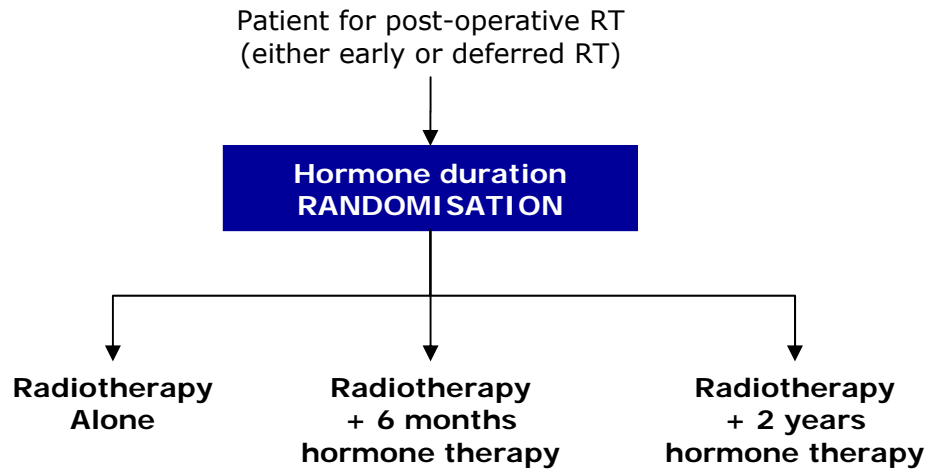 Patient for post-operative RT
(either early or deferred RT)
Hormone duration
RANDOMISATION
Radiotherapy
Alone
Radiotherapy
+ 6 months
hormone therapy
Radiotherapy
+ 2 years
hormone therapy